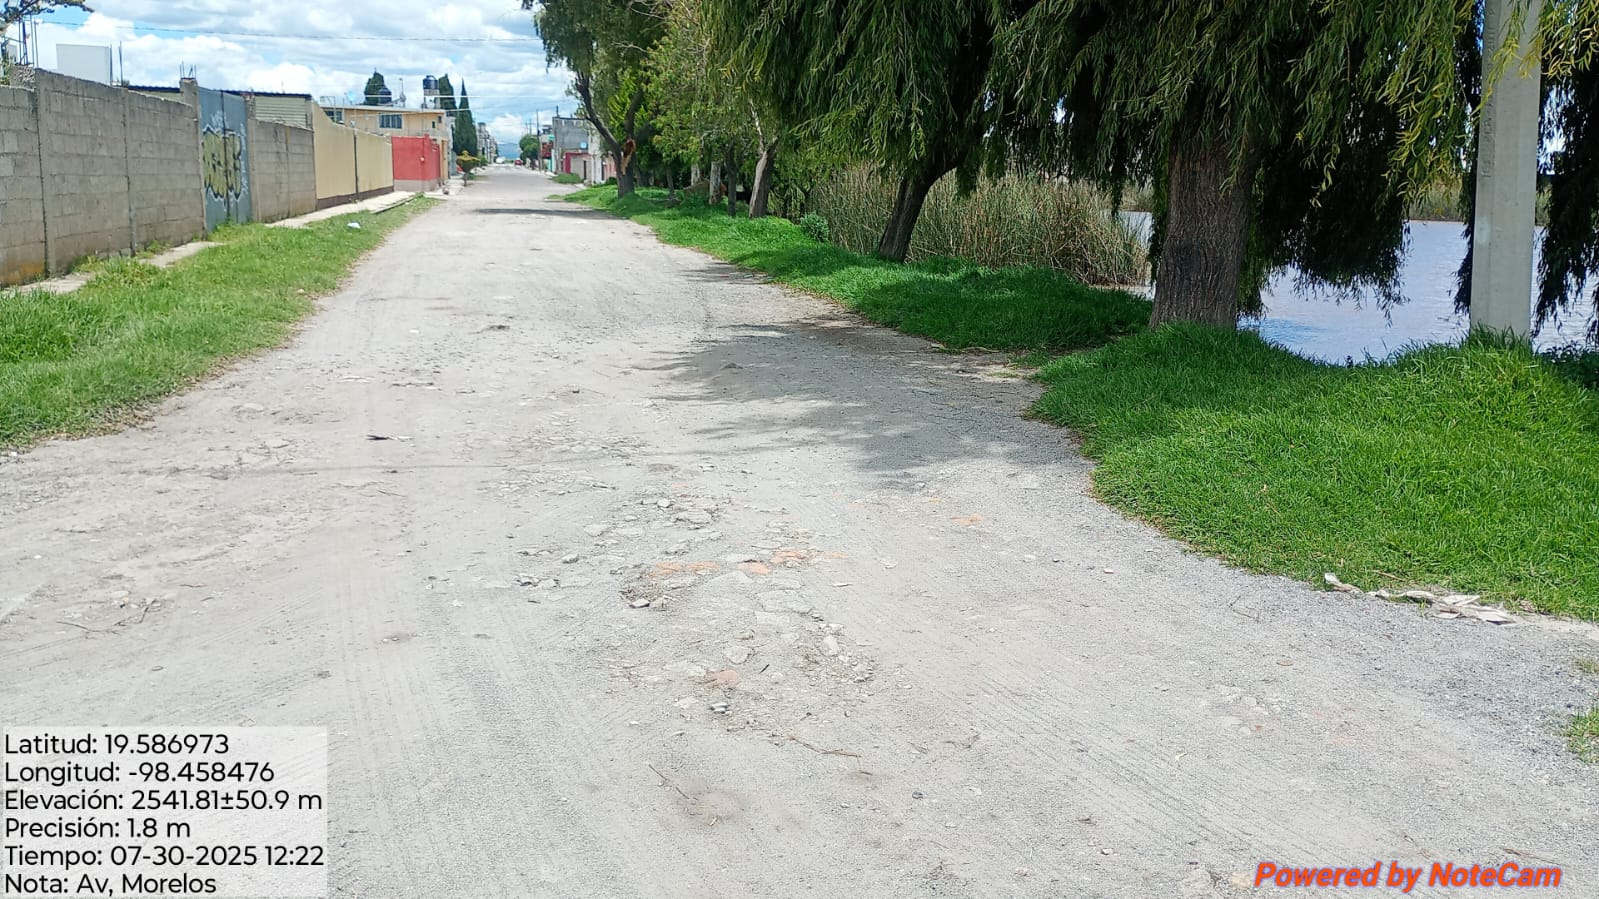 Latitud: 19.586973
Longitud: -98.458476
Elevación: 2541.81±50.9 m
Precisión: 1.8 m
Tiempo: 07-30-2025 12:22
Nota: Av, Morelos
Powered by NoteCam